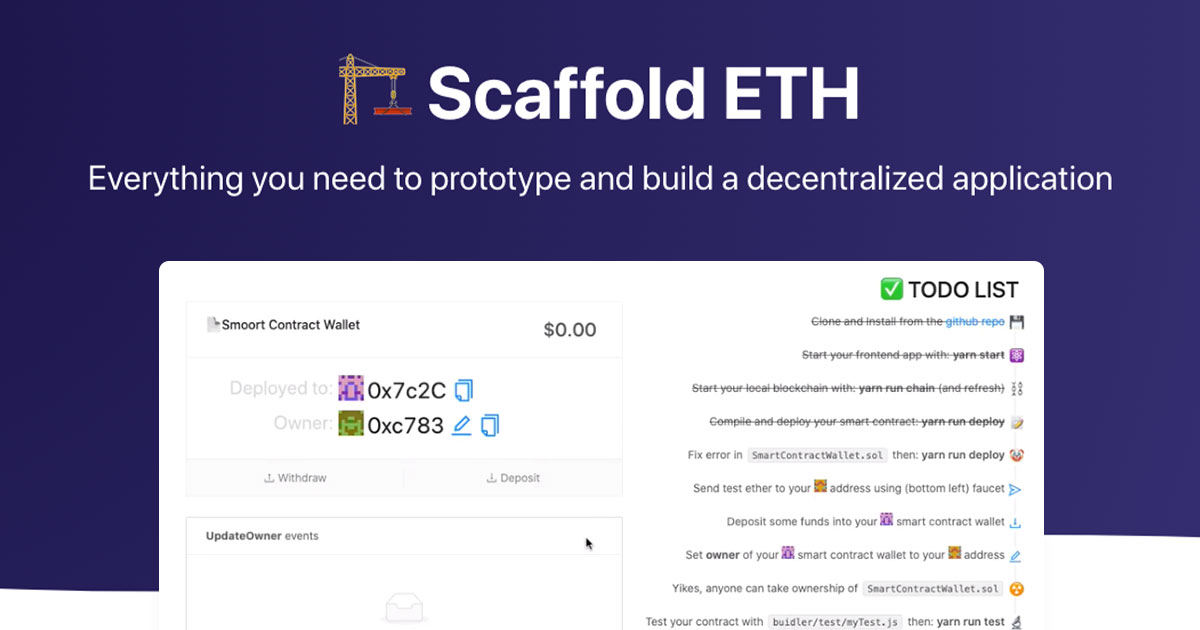 Scaffold ETH
Everything you need to prototype and build a decentralized application
Smoort Contract Wallet
$0.00
Deployed to: 0x7c2C
Owner: 0xc783
Withdraw
Deposit
UpdateOwner events
TODO LIST
Clone and Install from the github repo
Start your frontend app with: yarn start
Start your local blockchain with: yarn run chain (and refresh)
Compile and deploy your smart contract: yarn run deploy
Fix error in SmartContractWallet.sol then: yarn run deploy
Send test ether to your address using (bottom left) faucet
Deposit some funds into your smart contract wallet
Set owner of your smart contract wallet to your address
Yikes, anyone can take ownership of SmartContractWallet.sol
Test your contract with buidler/test/myTest.js then: yarn run test